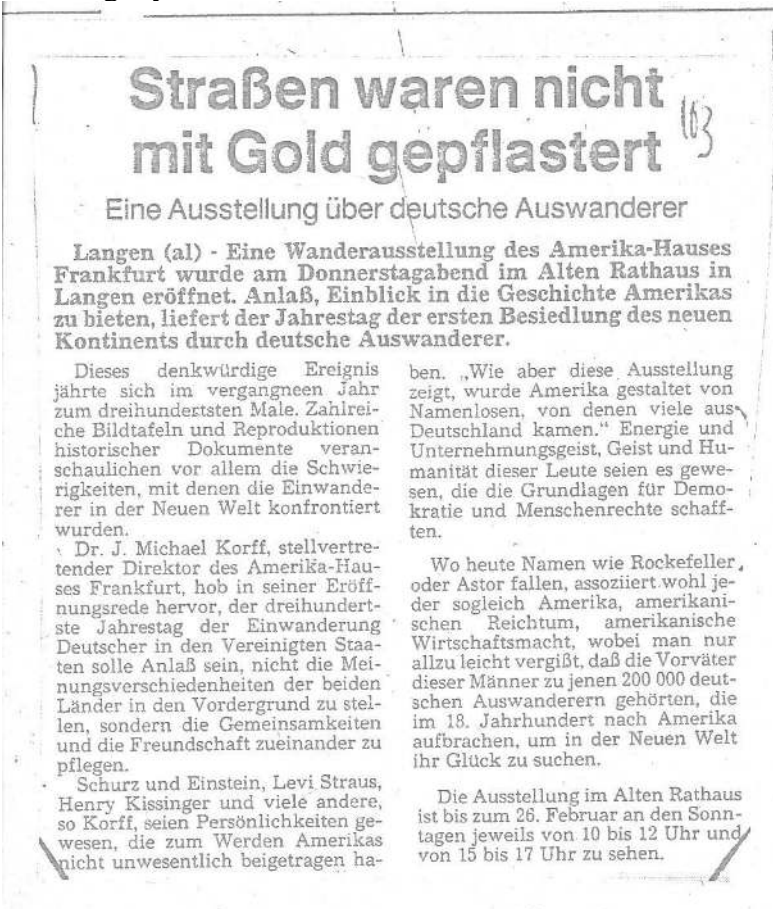 Straßen waren nicht
mit Gold gepflastert
103
Eine Ausstellung über deutsche Auswanderer
Langen (al) - Eine Wanderausstellung des Amerika-Hauses
Frankfurt wurde am Donnerstagabend im Alten Rathaus in
Langen eröffnet. Anlaß, Einblick in die Geschichte Amerikas
zu bieten, liefert der Jahrestag der ersten Besiedlung des neuen
Kontinents durch deutsche Auswanderer.
Dieses denkwürdige Ereignis
jährte sich im vergangneen Jahr
zum dreihundertsten Male. Zahlrei-
che Bildtafeln und Reproduktionen
historischer Dokumente veran-
schaulichen vor allem die Schwie-
rigkeiten, mit denen die Einwande-
rer in der Neuen Welt konfrontiert
wurden.
Dr. J. Michael Korff, stellvertre-
tender Direktor des Amerika-Hau-
ses Frankfurt, hob in seiner Eröff-
nungsrede hervor, der dreihundert-
ste Jahrestag der Einwanderung
Deutscher in den Vereinigten Staa-
ten solle Anlaß sein, nicht die Mei-
nungsverschiedenheiten der beiden
Länder in den Vordergrund zu stel-
len, sondern die Gemeinsamkeiten
und die Freundschaft zueinander zu
pflegen.
Schurz und Einstein, Levi Straus,
Henry Kissinger und viele andere,
so Korff, seien Persönlichkeiten ge-
wesen, die zum Werden Amerikas
nicht unwesentlich beigetragen ha-
ben. „Wie aber diese Ausstellung
zeigt, wurde Amerika gestaltet von
Namenlosen, von denen viele aus
Deutschland kamen.“ Energie und
Unternehmungsgeist, Geist und Hu-
manität dieser Leute seien es gewe-
sen, die die Grundlagen für Demo-
kratie und Menschenrechte schaff-
ten.
Wo heute Namen wie Rockefeller
oder Astor fallen, assoziiert wohl je-
der sogleich Amerika, amerikani-
schen Reichtum, amerikanische
Wirtschaftsmacht, wobei man nur
allzu leicht vergißt, daß die Vorväter
dieser Männer zu jenen 200 000 deut-
schen Auswanderern gehörten, die
im 18. Jahrhundert nach Amerika
aufbrachen, um in der Neuen Welt
ihr Glück zu suchen.
Die Ausstellung im Alten Rathaus
ist bis zum 26. Februar an den Sonn-
tagen jeweils von 10 bis 12 Uhr und
von 15 bis 17 Uhr zu sehen.